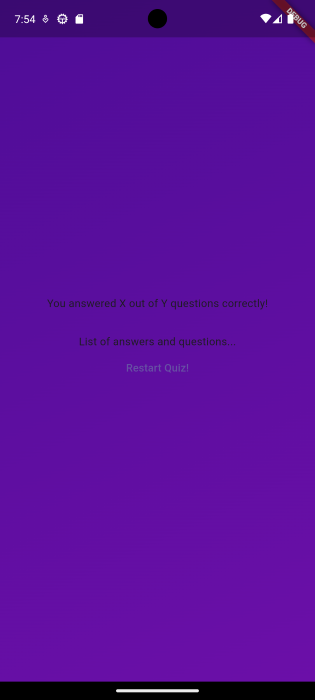 7:54
DEBUG
You answered X out of Y questions correctly!
List of answers and questions...
Restart Quiz!